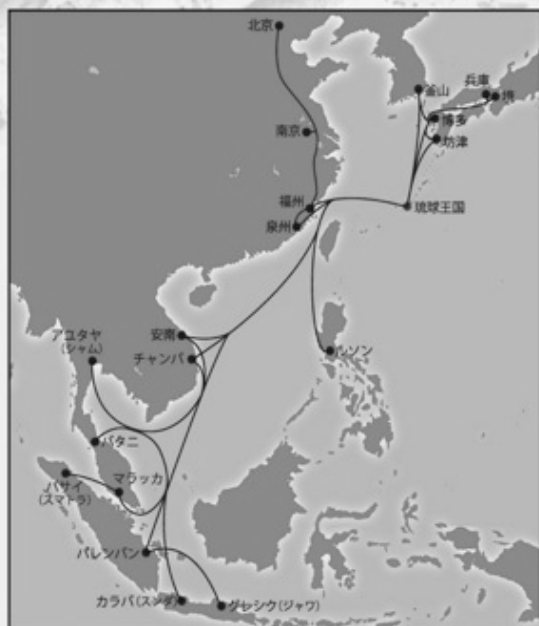 北京
釜山
兵庫
堺
博多
南京
坊津
福州
琉球王国
泉州
安南
アユタヤ
(シャム)
チャンパ
ルソン
パタニ
パサイ
(スマトラ)
マラッカ
パレンバン
カラパ(スンダ)
グレシク(ジャワ)